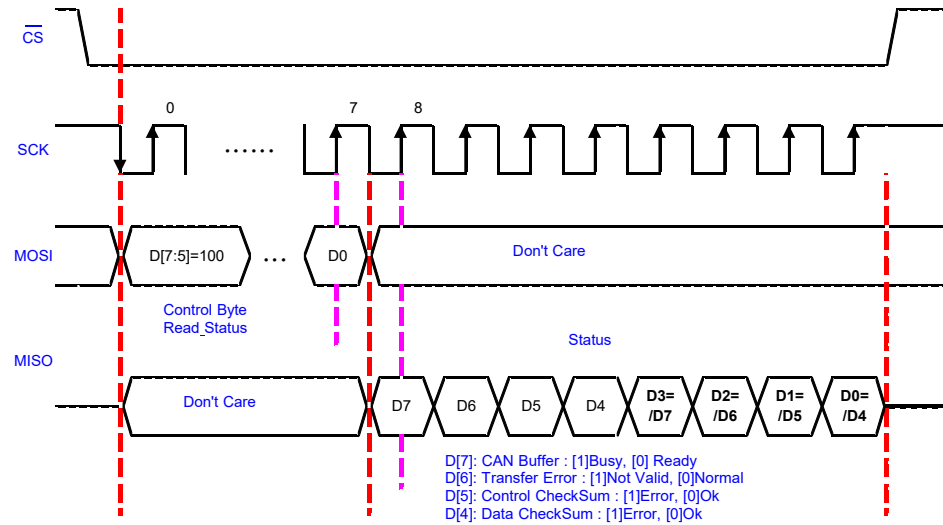 CS
0
7
8
SCK
......
MOSI
D[7:5]=100
...
D0
Don't Care
Control Byte
Read_Status
Status
MISO
Don't Care
D7
D6
D5
D4
D3=
/D7
D2=
/D6
D1=
/D5
D0=
/D4
D[7]: CAN Buffer : [1]Busy, [0] Ready
D[6]: Transfer Error : [1]Not Valid, [0]Normal
D[5]: Control CheckSum : [1]Error, [0]Ok
D[4]: Data CheckSum : [1]Error, [0]Ok